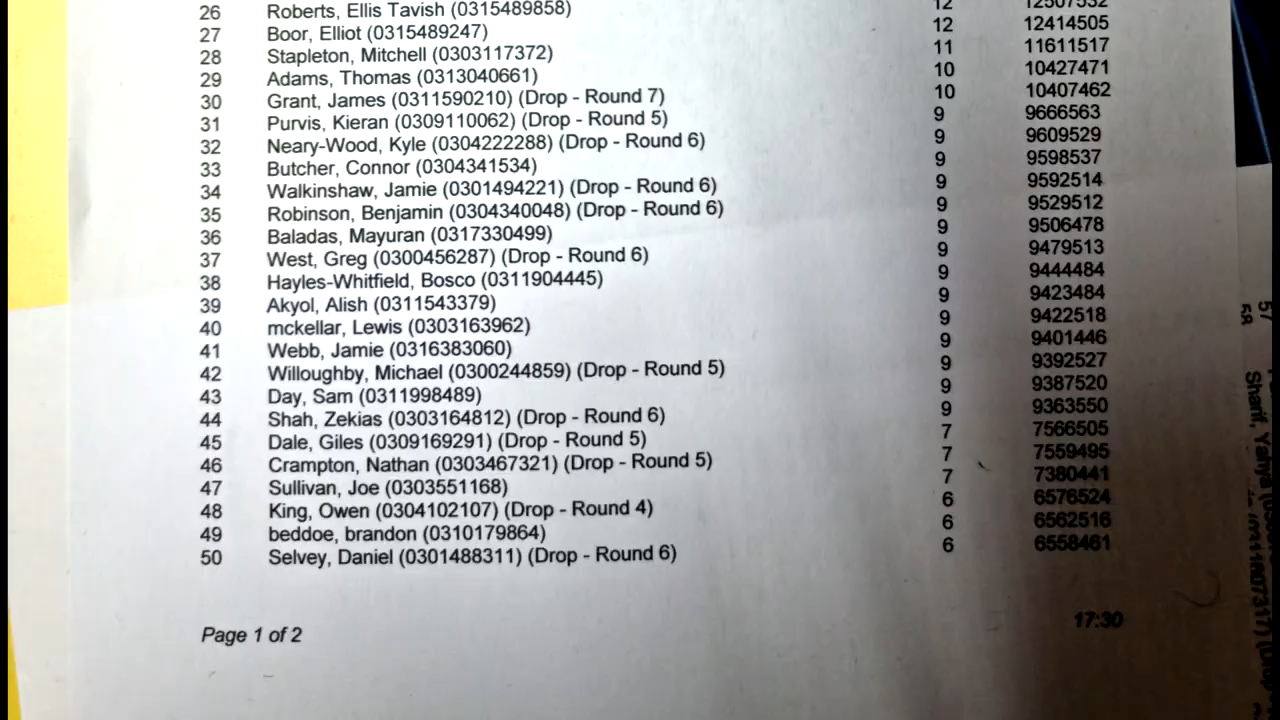 26 Roberts, Ellis Tavish (0315489858) 12 12507532
27 Boor, Elliot (0315489247) 12 12414505
28 Stapleton, Mitchell (0303117372) 11 11611517
29 Adams, Thomas (0313040661) 10 10427471
30 Grant, James (0311590210) (Drop - Round 7) 10 10407462
31 Purvis, Kieran (0309110062) (Drop - Round 5) 9 9666563
32 Neary-Wood, Kyle (0304222288) (Drop - Round 6) 9 9609529
33 Butcher, Connor (0304341534) 9 9598537
34 Walkinshaw, Jamie (0301494221) (Drop - Round 6) 9 9592514
35 Robinson, Benjamin (0304340048) (Drop - Round 6) 9 9529512
36 Baladas, Mayuran (0317330499) 9 9506478
37 West, Greg (0300456287) (Drop - Round 6) 9 9479513
38 Hayles-Whitfield, Bosco (0311904445) 9 9444484
39 Akyol, Alish (0311543379) 9 9423484
40 mckellar, Lewis (0303163962) 9 9422518
41 Webb, Jamie (0316383060) 9 9401446
42 Willoughby, Michael (0300244859) (Drop - Round 5) 9 9392527
43 Day, Sam (0311998489) 9 9387520
44 Shah, Zekias (0303164812) (Drop - Round 6) 9 9363550
45 Dale, Giles (0309169291) (Drop - Round 5) 7 7566505
46 Crampton, Nathan (0303467321) (Drop - Round 5) 7 7559495
47 Sullivan, Joe (0303551168) 7 7380441
48 King, Owen (0304102107) (Drop - Round 4) 6 6576524
49 beddoe, brandon (0310179864) 6 6562516
50 Selvey, Daniel (0301488311) (Drop - Round 6) 6 6558461
Page 1 of 2 17:30
57
58
Sharif, Yahya